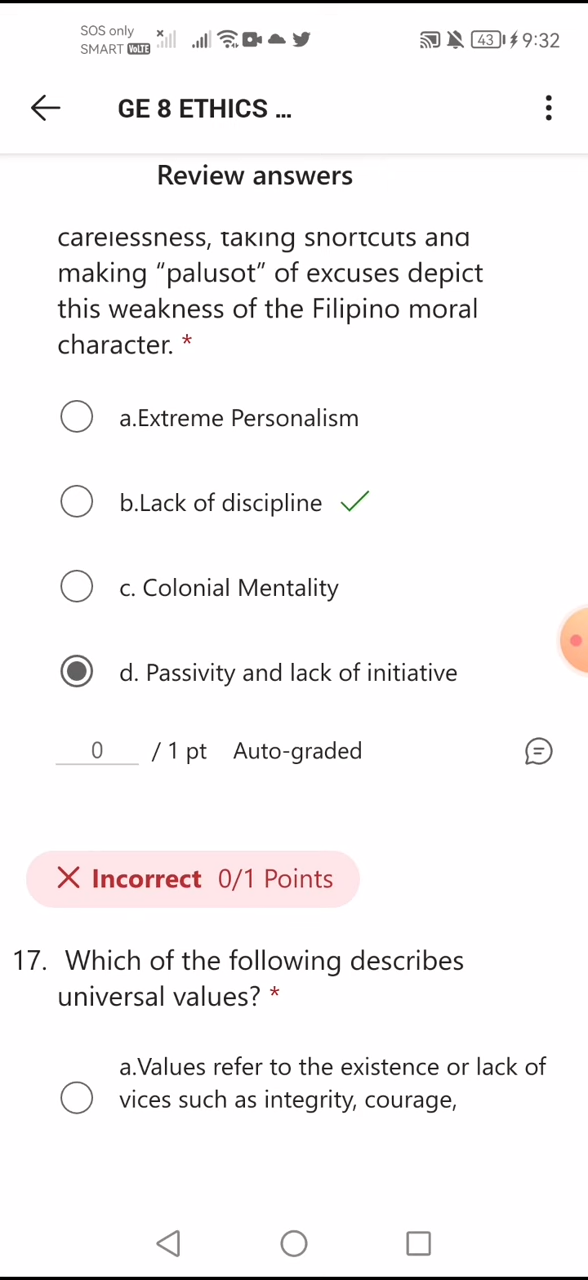 SOS only
SMART VoLTE
43 9:32
GE 8 ETHICS ...
Review answers
carelessness, taking shortcuts and
making “palusot” of excuses depict
this weakness of the Filipino moral
character. *
a.Extreme Personalism
b.Lack of discipline
c. Colonial Mentality
d. Passivity and lack of initiative
0 / 1 pt Auto-graded
Incorrect 0/1 Points
17. Which of the following describes
universal values? *
a.Values refer to the existence or lack of
vices such as integrity, courage,